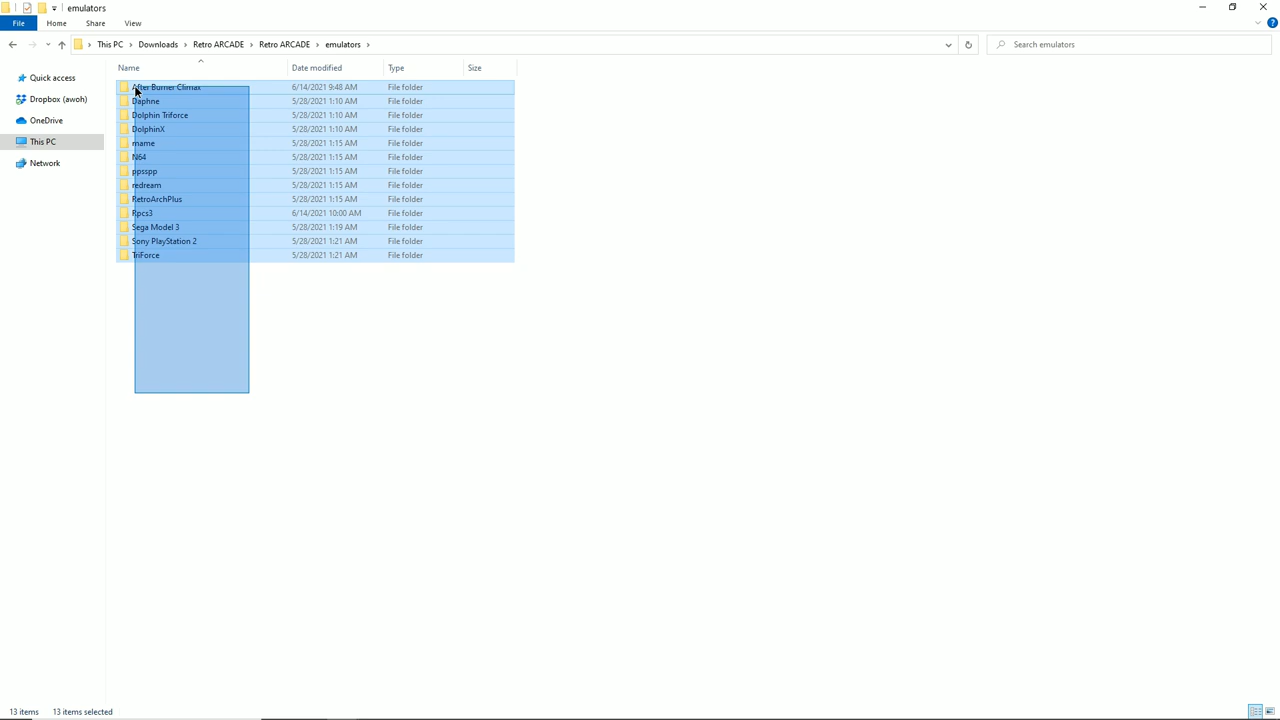 emulators
File Home Share View
This PC Downloads Retro ARCADE Retro ARCADE emulators Search emulators
Name Date modified Type Size
Quick access
Dropbox (awoh)
OneDrive
This PC
Network
After Burner Climax 6/14/2021 9:48 AM File folder
Daphne 5/28/2021 1:10 AM File folder
Dolphin Triforce 5/28/2021 1:10 AM File folder
DolphinX 5/28/2021 1:10 AM File folder
mame 5/28/2021 1:15 AM File folder
N64 5/28/2021 1:15 AM File folder
ppsspp 5/28/2021 1:15 AM File folder
redream 5/28/2021 1:15 AM File folder
RetroArchPlus 5/28/2021 1:15 AM File folder
Rpcs3 6/14/2021 10:00 AM File folder
Sega Model 3 5/28/2021 1:19 AM File folder
Sony PlayStation 2 5/28/2021 1:21 AM File folder
TriForce 5/28/2021 1:21 AM File folder
13 items 13 items selected